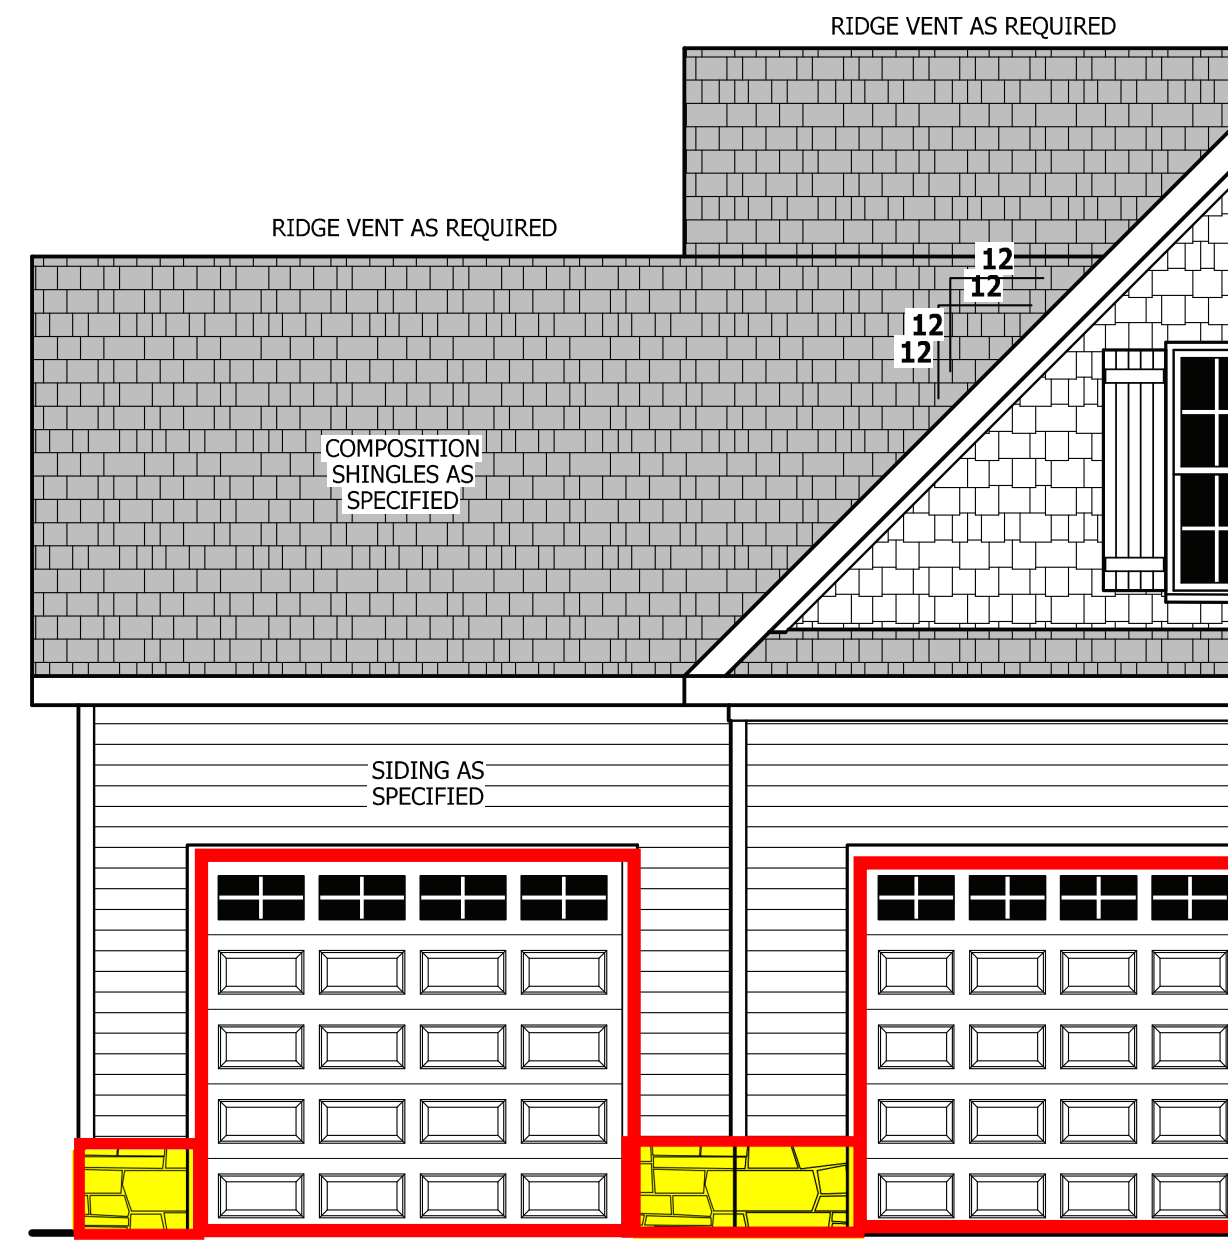 RIDGE VENT AS REQUIRED
RIDGE VENT AS REQUIRED
12
12
12
12
COMPOSITION
SHINGLES AS
SPECIFIED
SIDING AS
SPECIFIED